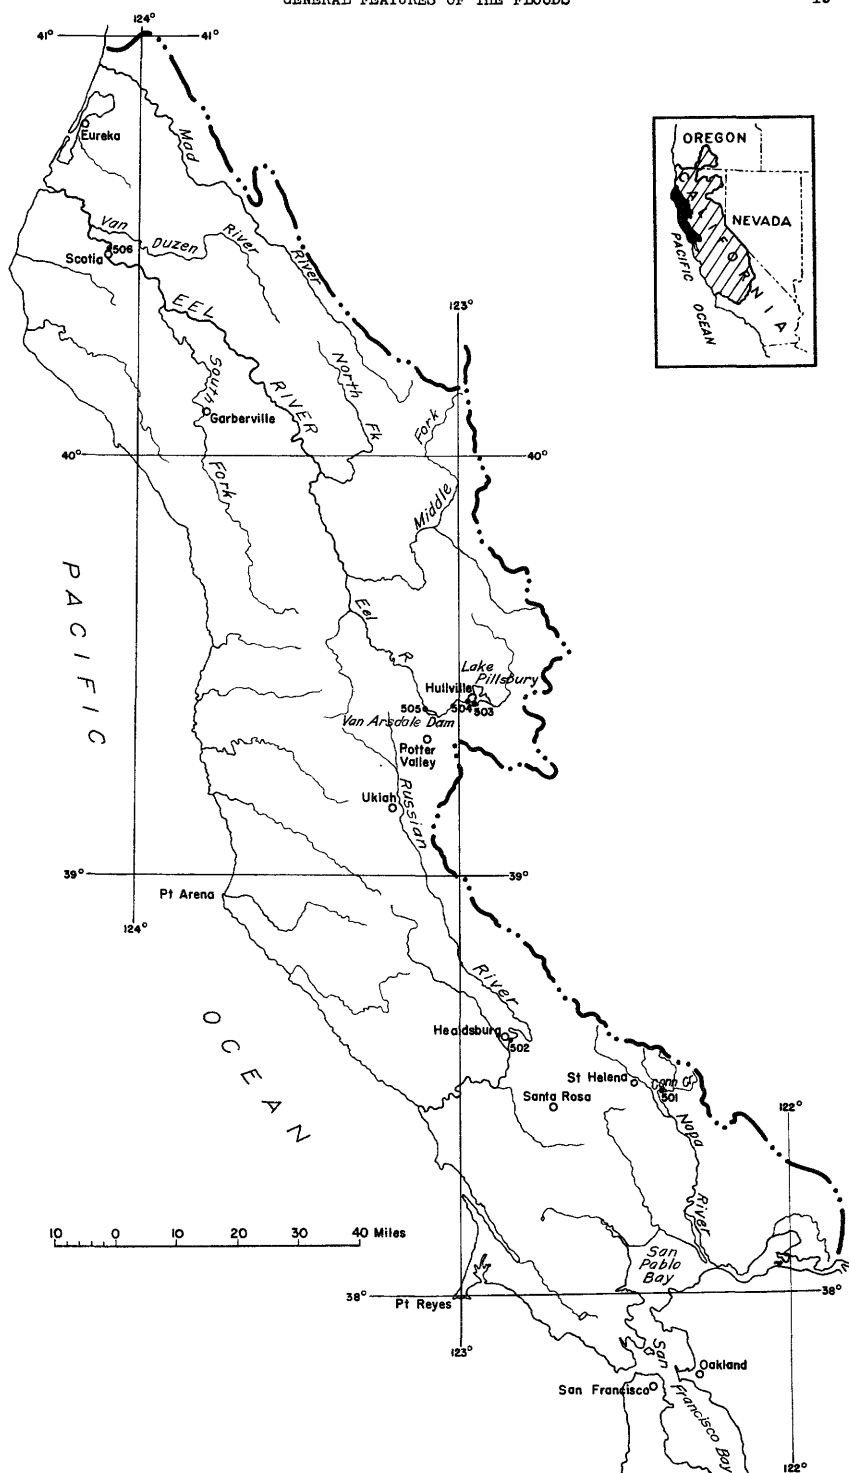 GENERAL FEATURES OF THE FLOODS
124°
41°
41°
Eureka
Mad
River
OREGON
CALIFORNIA
NEVADA
PACIFIC
OCEAN
Van
Duzen
River
506
Scotia
EEL
RIVER
123°
South
Fork
North
Fk
Garberville
Fork
40°
40°
Middle
PACIFIC
Eel
R
Lake
Pillsbury
Hullville
505
504
503
Van Arsdale Dam
Potter
Valley
Ukiah
Russian
39°
39°
Pt Arena
124°
River
OCEAN
Healdsburg
502
St Helena
Conn C
501
Santa Rosa
122°
Napa
River
10 0 10 20 40 Miles
San
Pablo
Bay
38°
Pt Reyes
38°
123°
San
Francisco Bay
Oakland
San Francisco
122°